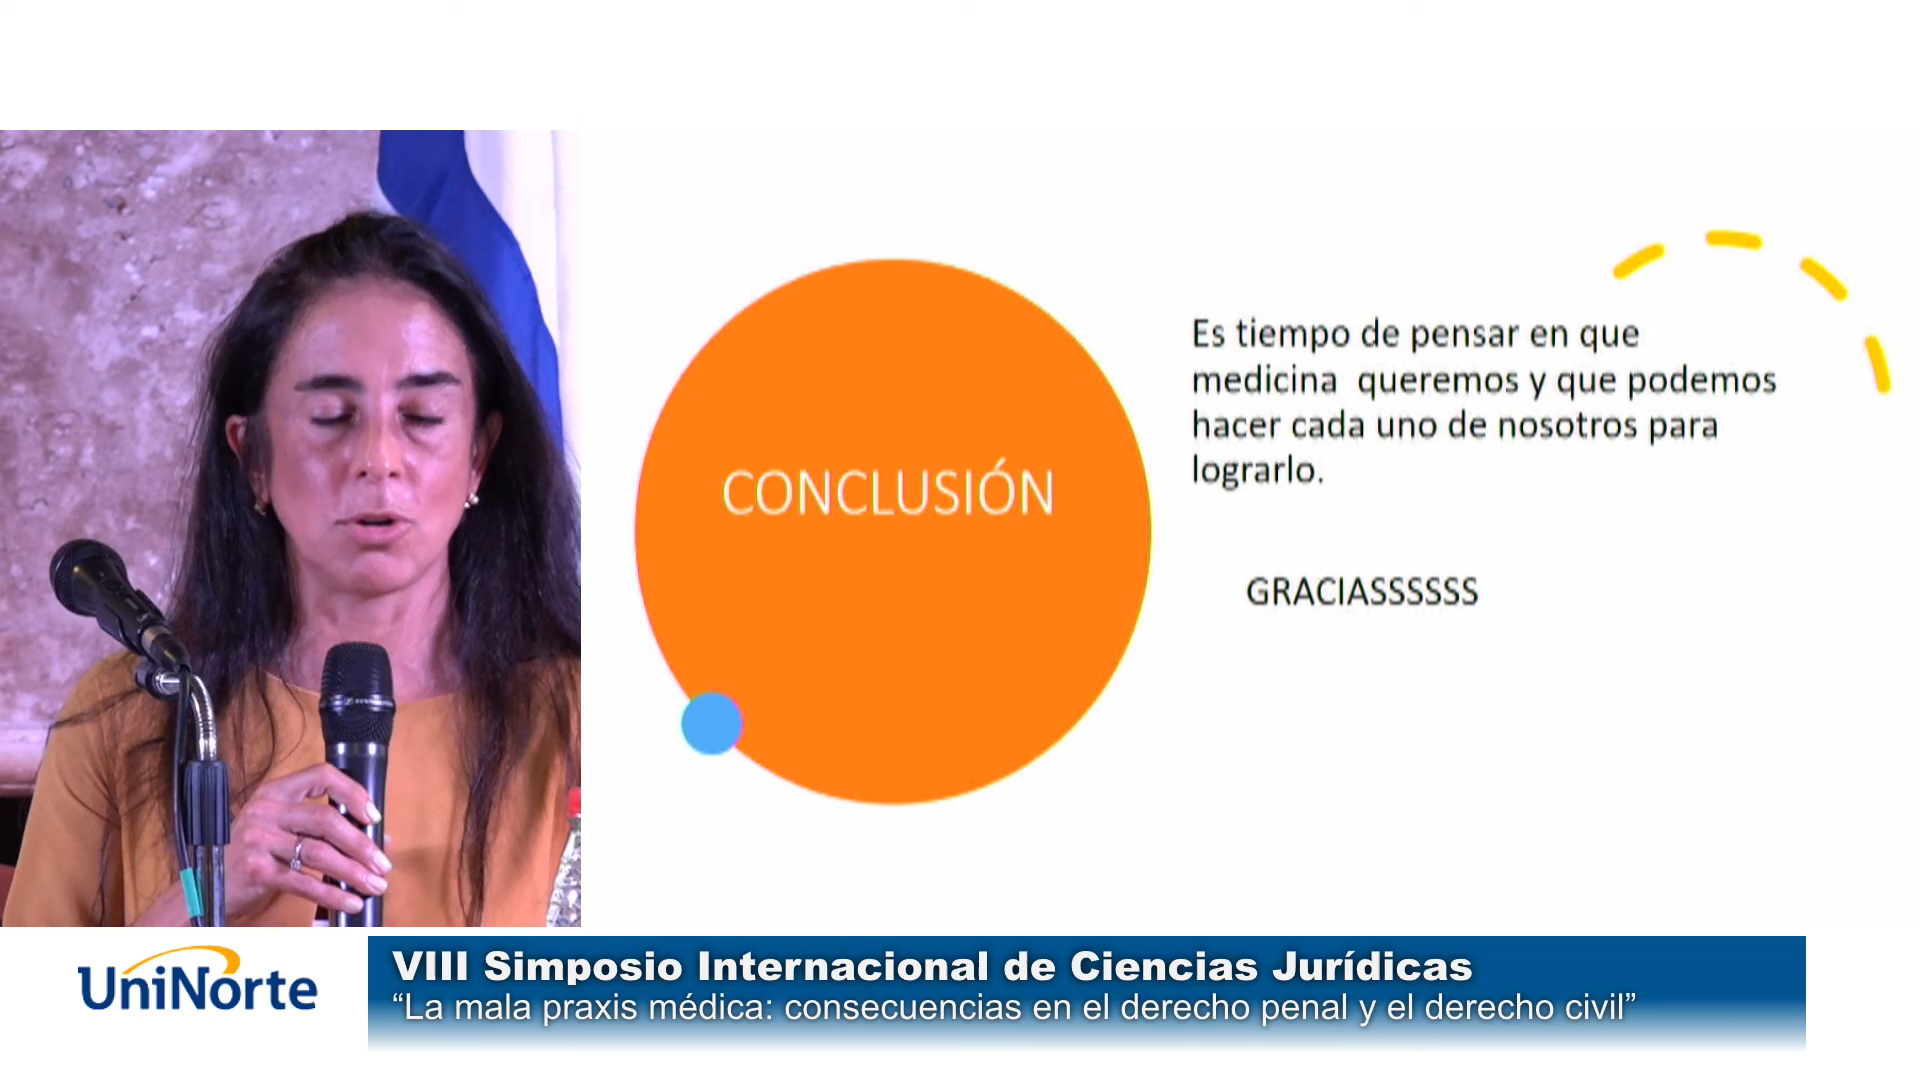 CONCLUSIÓN
Es tiempo de pensar en que
medicina queremos y que podemos
hacer cada uno de nosotros para
lograrlo.
GRACIASSSSSS
UniNorte
VIII Simposio Internacional de Ciencias Jurídicas
“La mala praxis médica: consecuencias en el derecho penal y el derecho civil”